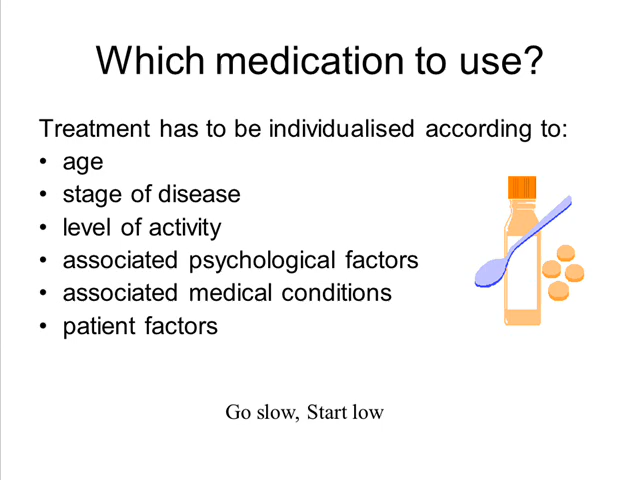 Which medication to use?
Treatment has to be individualised according to:
• age
• stage of disease
• level of activity
• associated psychological factors
• associated medical conditions
• patient factors
Go slow, Start low